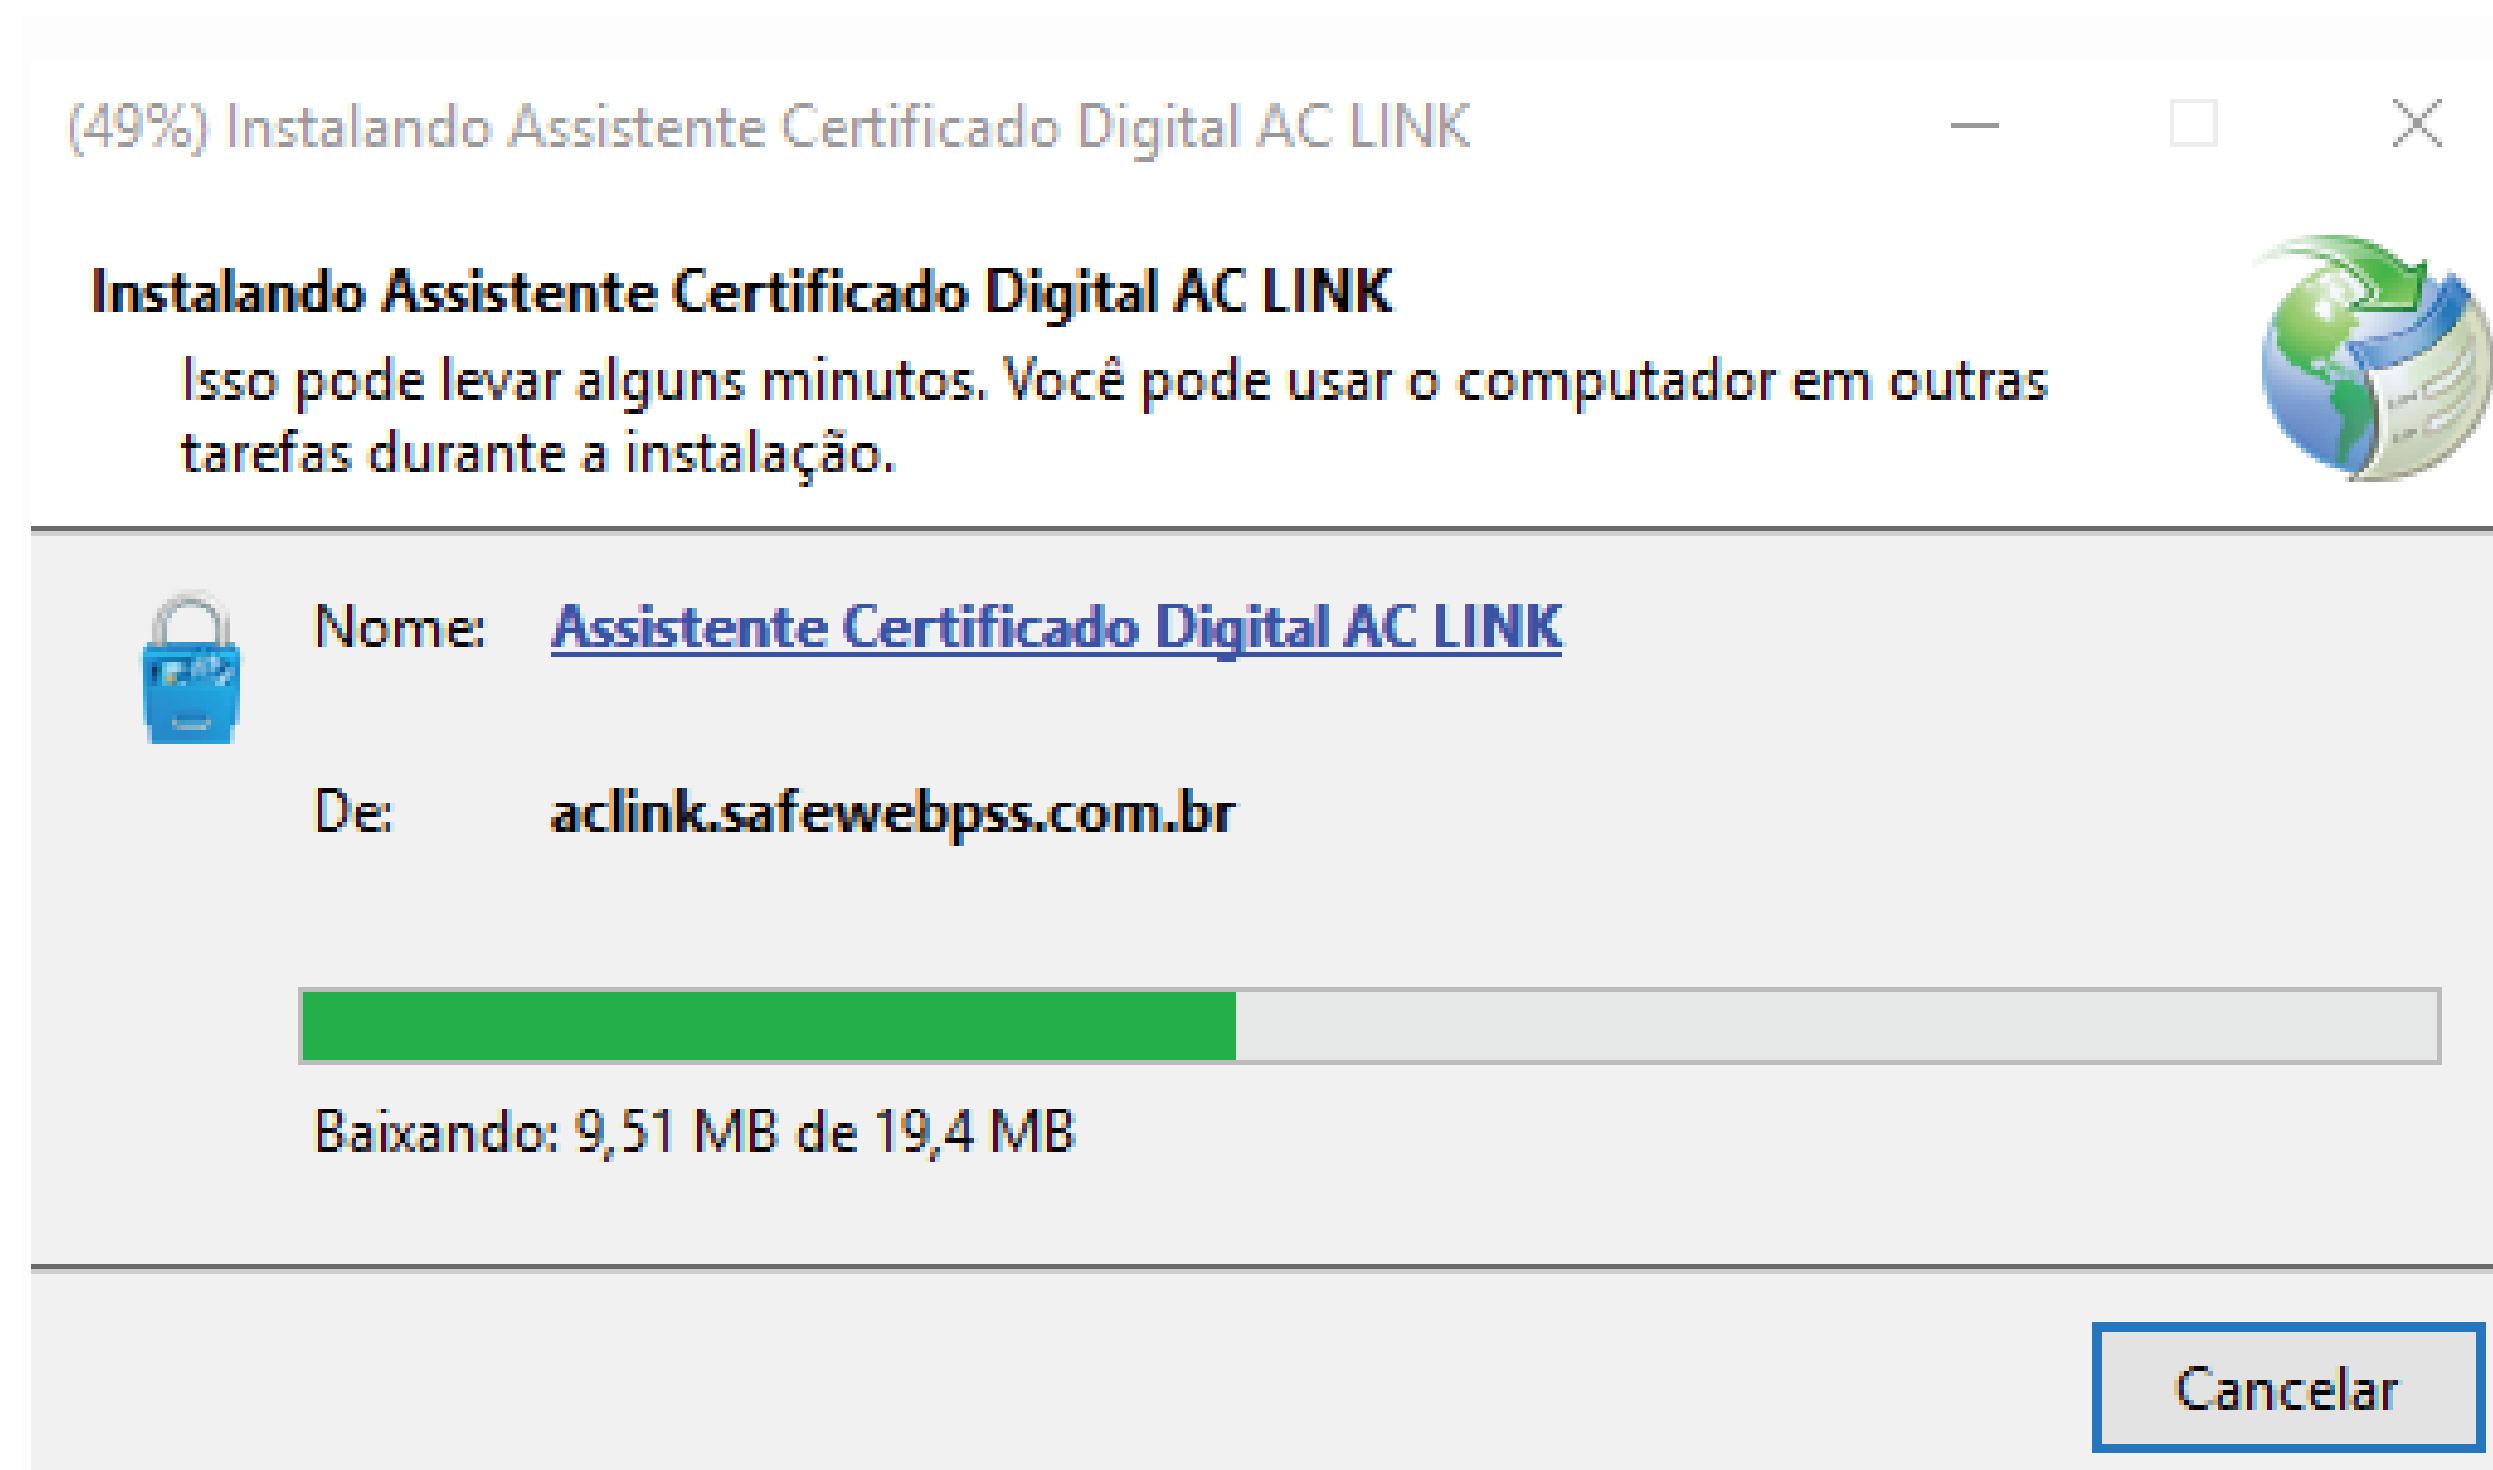 (49%) Instalando Assistente Certificado Digital AC LINK
Instalando Assistente Certificado Digital AC LINK
Isso pode levar alguns minutos. Você pode usar o computador em outras
tarefas durante a instalação.
Nome: Assistente Certificado Digital AC LINK
De: aclink.safewebpss.com.br
Baixando: 9,51 MB de 19,4 MB
Cancelar